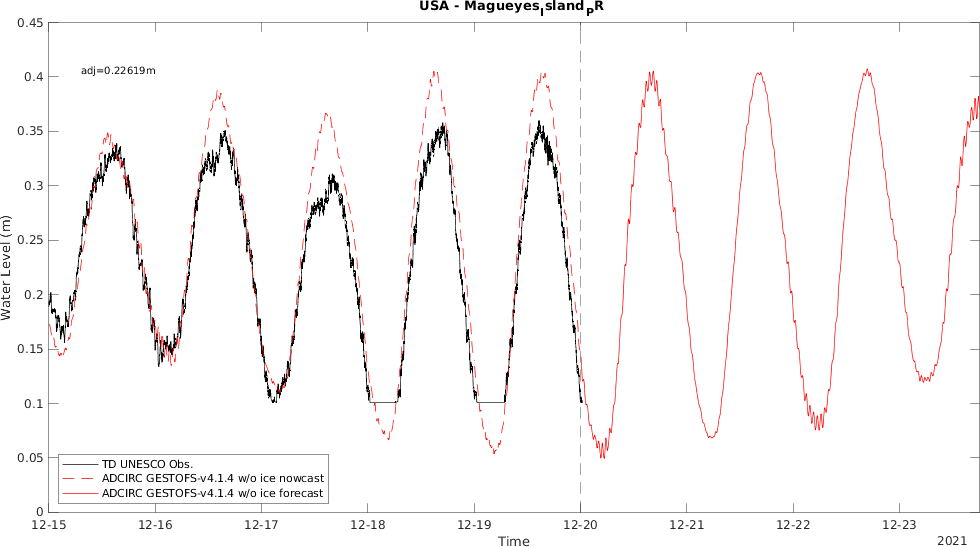 USA - Magueyes_Island_PR
0.45
0.4
0.35
0.3
0.25
0.2
0.15
0.1
0.05
0
Water Level (m)
adj=0.22619m
TD UNESCO Obs.
ADCIRC GESTOFS-v4.1.4 w/o ice nowcast
ADCIRC GESTOFS-v4.1.4 w/o ice forecast
12-15 12-16 12-17 12-18 12-19 12-20 12-21 12-22 12-23
Time
2021